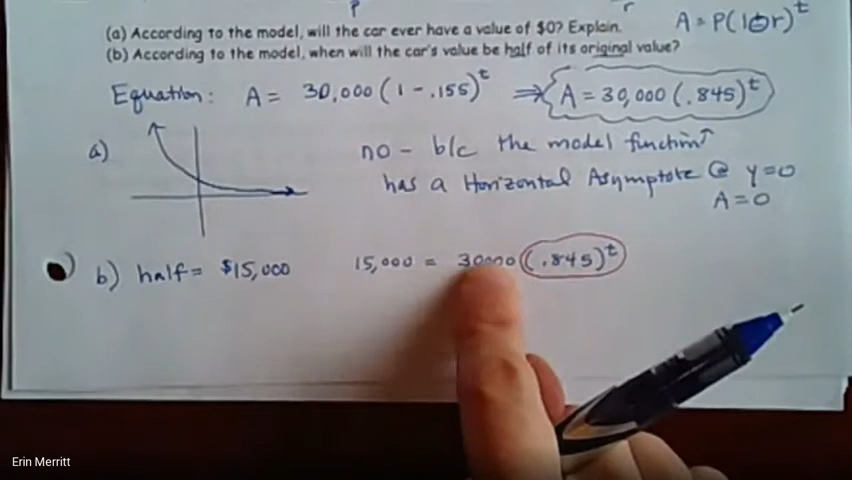 P
r
A = P(1±r)^t
(a) According to the model, will the car ever have a value of $0? Explain.
(b) According to the model, when will the car's value be half of its original value?
Equation: A = 30,000 (1 - .155)^t ⇒ A = 30,000 (.845)^t
a) no - b/c the model function↑
has a Horizontal Asymptote @ y=0
A=0
b) half = $15,000 15,000 = 30000 (.845)^t
Erin Merritt